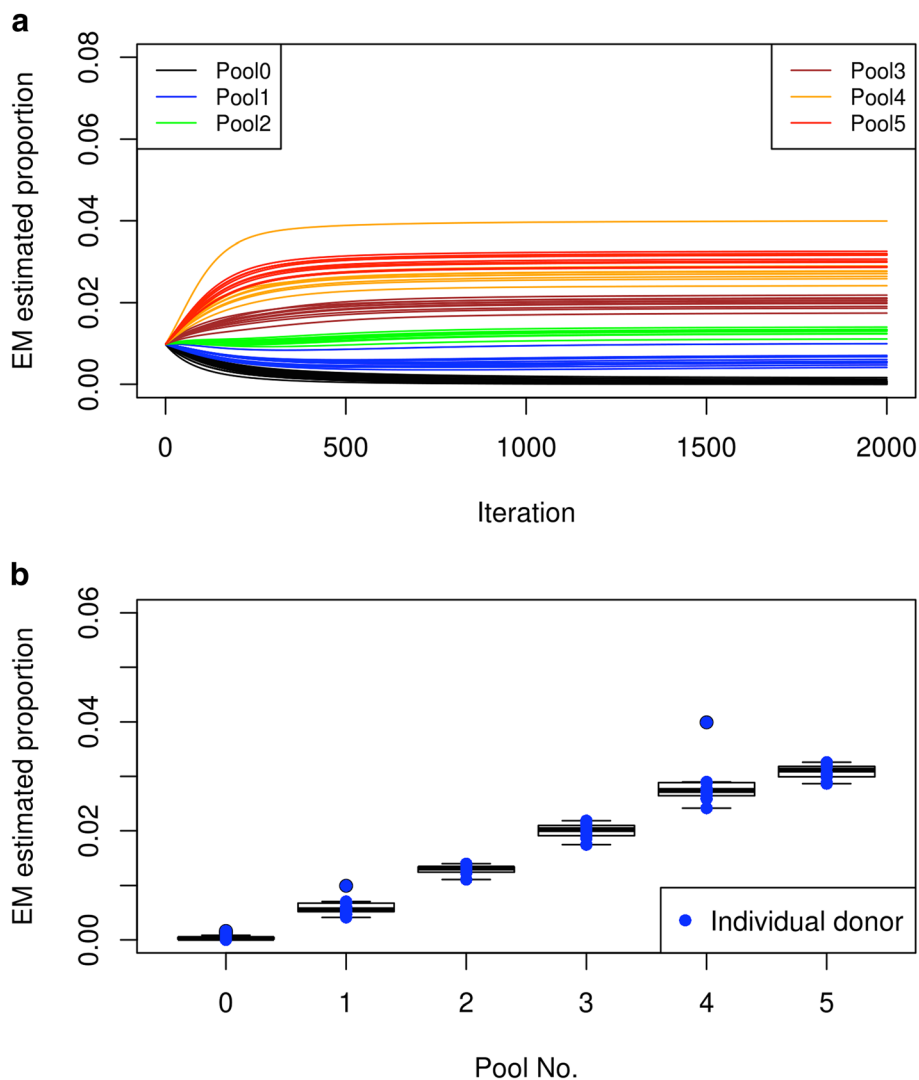 a
EM estimated proportion
0.08
0.06
0.04
0.02
0.00
Pool0
Pool1
Pool2
Pool3
Pool4
Pool5
0 500 1000 1500 2000
Iteration
b
EM estimated proportion
0.06
0.04
0.02
0.00
Individual donor
0 1 2 3 4 5
Pool No.